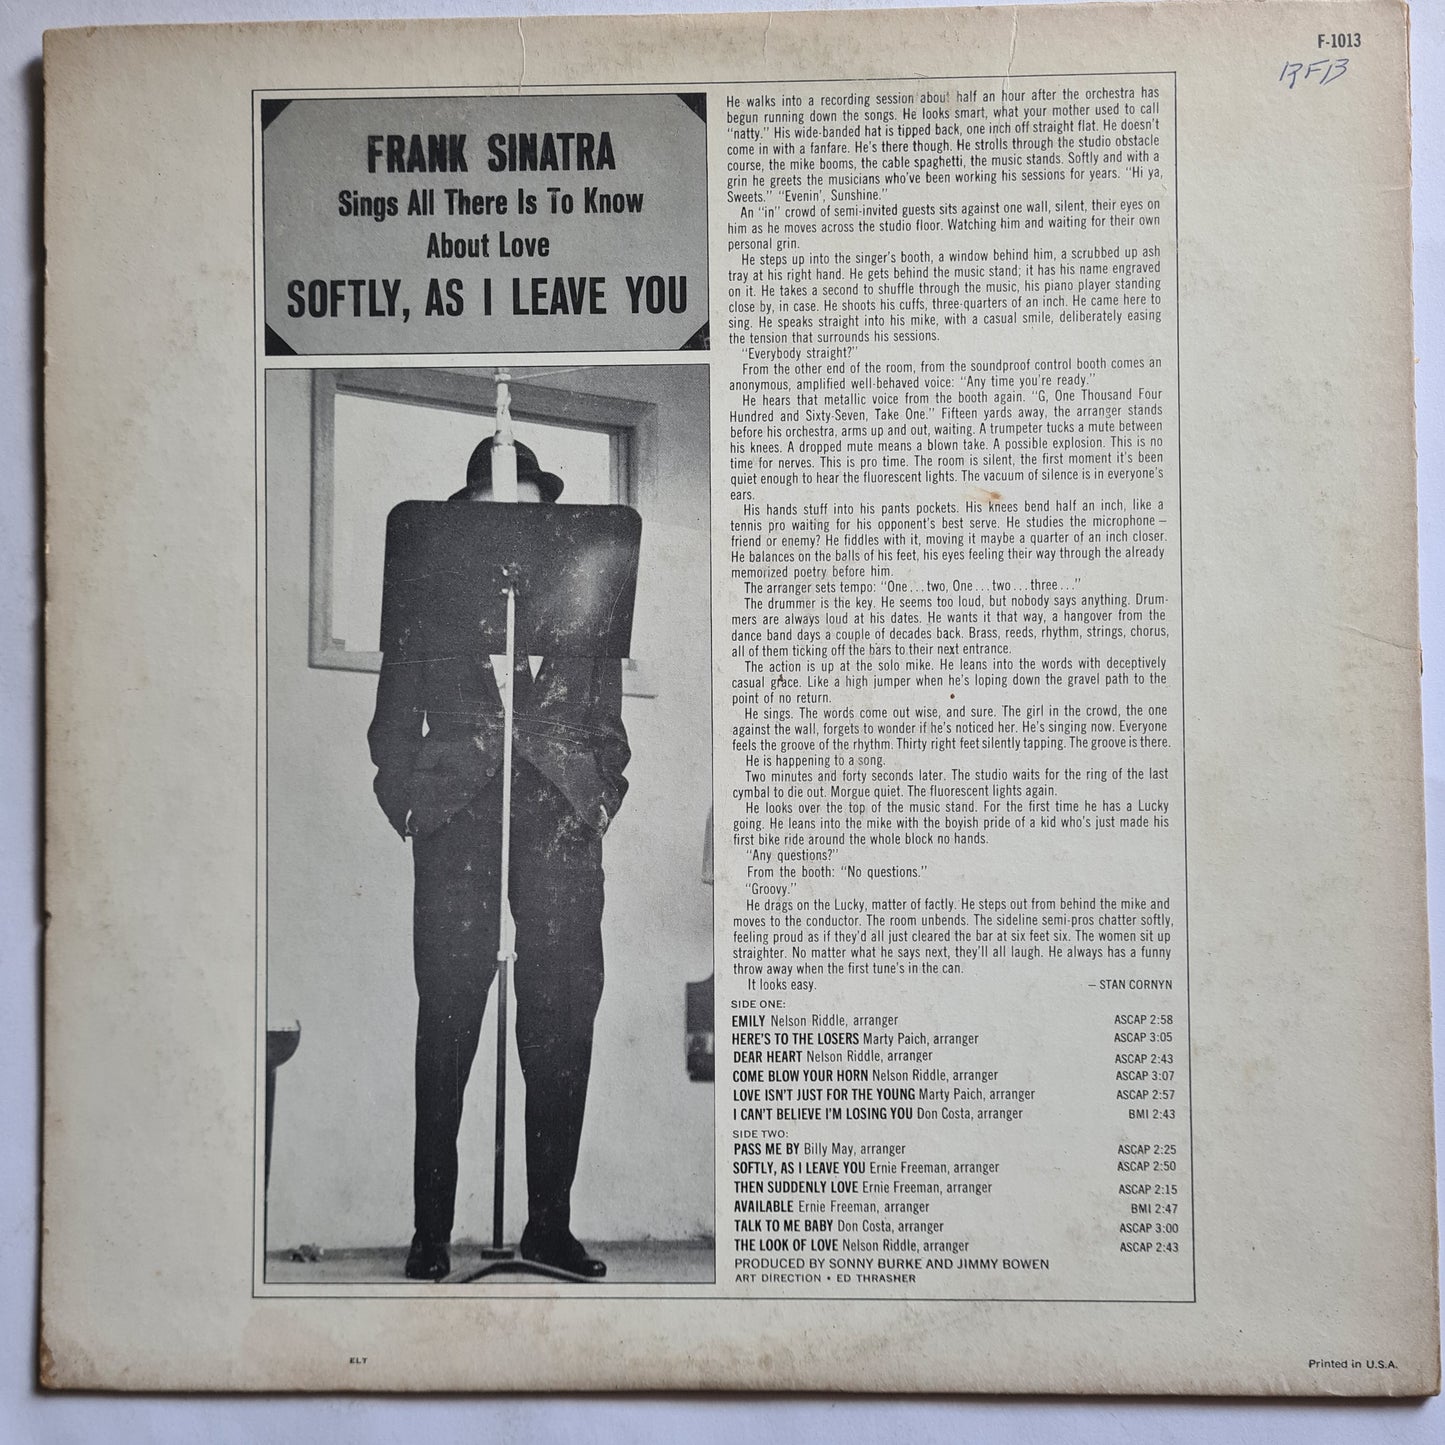 F-1013
RFB
FRANK SINATRA
Sings All There Is To Know
About Love
SOFTLY, AS I LEAVE YOU
He walks into a recording session about half an hour after the orchestra has
begun running down the songs. He looks smart, what your mother used to call
"natty." His wide-banded hat is tipped back, one inch off straight flat. He doesn't
come in with a fanfare. He's there though. He strolls through the studio obstacle
course, the mike booms, the cable spaghetti, the music stands. Softly and with a
grin he greets the musicians who've been working his sessions for years. "Hi ya,
Sweets." "Evenin', Sunshine."
An "in" crowd of semi-invited guests sits against one wall, silent, their eyes on
him as he moves across the studio floor. Watching him and waiting for their own
personal grin.
He steps up into the singer's booth, a window behind him, a scrubbed up ash
tray at his right hand. He gets behind the music stand; it has his name engraved
on it. He takes a second to shuffle through the music, his piano player standing
close by, in case. He shoots his cuffs, three-quarters of an inch. He came here to
sing. He speaks straight into his mike, with a casual smile, deliberately easing
the tension that surrounds his sessions.
"Everybody straight?"
From the other end of the room, from the soundproof control booth comes an
anonymous, amplified well-behaved voice: "Any time you're ready."
He hears that metallic voice from the booth again. "G, One Thousand Four
Hundred and Sixty-Seven, Take One." Fifteen yards away, the arranger stands
before his orchestra, arms up and out, waiting. A trumpeter tucks a mute between
his knees. A dropped mute means a blown take. A possible explosion. This is no
time for nerves. This is pro time. The room is silent, the first moment it's been
quiet enough to hear the fluorescent lights. The vacuum of silence is in everyone's
ears.
His hands stuff into his pants pockets. His knees bend half an inch, like a
tennis pro waiting for his opponent's best serve. He studies the microphone –
friend or enemy? He fiddles with it, moving it maybe a quarter of an inch closer.
He balances on the balls of his feet, his eyes feeling their way through the already
memorized poetry before him.
The arranger sets tempo: "One...two, One...two...three..."
The drummer is the key. He seems too loud, but nobody says anything. Drum-
mers are always loud at his dates. He wants it that way, a hangover from the
dance band days a couple of decades back. Brass, reeds, rhythm, strings, chorus,
all of them ticking off the bars to their next entrance.
The action is up at the solo mike. He leans into the words with deceptively
casual grace. Like a high jumper when he's loping down the gravel path to the
point of no return.
He sings. The words come out wise, and sure. The girl in the crowd, the one
against the wall, forgets to wonder if he's noticed her. He's singing now. Everyone
feels the groove of the rhythm. Thirty right feet silently tapping. The groove is there.
He is happening to a song.
Two minutes and forty seconds later. The studio waits for the ring of the last
cymbal to die out. Morgue quiet. The fluorescent lights again.
He looks over the top of the music stand. For the first time he has a Lucky
going. He leans into the mike with the boyish pride of a kid who's just made his
first bike ride around the whole block no hands.
"Any questions?"
From the booth: "No questions."
"Groovy."
He drags on the Lucky, matter of factly. He steps out from behind the mike and
moves to the conductor. The room unbends. The sideline semi-pros chatter softly,
feeling proud as if they'd all just cleared the bar at six feet six. The women sit up
straighter. No matter what he says next, they'll all laugh. He always has a funny
throw away when the first tune's in the can.
It looks easy. – STAN CORNYN
SIDE ONE:
EMILY Nelson Riddle, arranger ASCAP 2:58
HERE'S TO THE LOSERS Marty Paich, arranger ASCAP 3:05
DEAR HEART Nelson Riddle, arranger ASCAP 2:43
COME BLOW YOUR HORN Nelson Riddle, arranger ASCAP 3:07
LOVE ISN'T JUST FOR THE YOUNG Marty Paich, arranger ASCAP 2:57
I CAN'T BELIEVE I'M LOSING YOU Don Costa, arranger BMI 2:43
SIDE TWO:
PASS ME BY Billy May, arranger ASCAP 2:25
SOFTLY, AS I LEAVE YOU Ernie Freeman, arranger ASCAP 2:50
THEN SUDDENLY LOVE Ernie Freeman, arranger ASCAP 2:15
AVAILABLE Ernie Freeman, arranger BMI 2:47
TALK TO ME BABY Don Costa, arranger ASCAP 3:00
THE LOOK OF LOVE Nelson Riddle, arranger ASCAP 2:43
PRODUCED BY SONNY BURKE AND JIMMY BOWEN
ART DIRECTION • ED THRASHER
ELT
Printed in U.S.A.